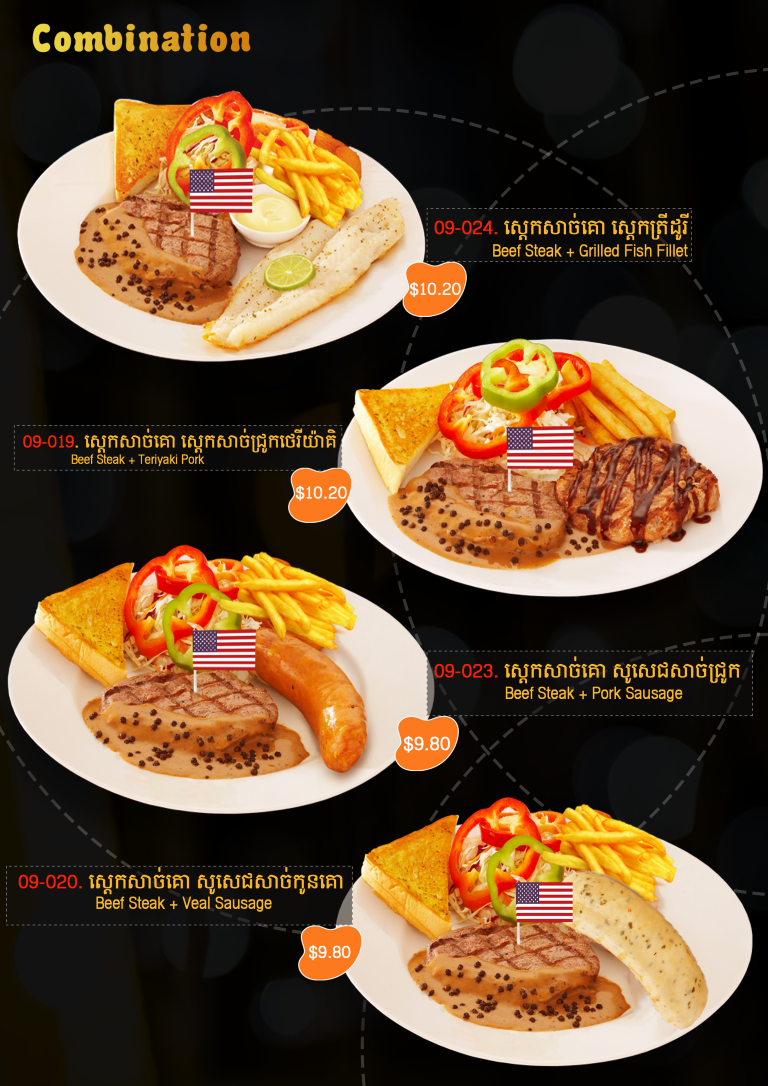 Combination
09-024. ស្តេកសាច់គោ ស្តេកត្រីដូរី
Beef Steak + Grilled Fish Fillet
$10.20
09-019. ស្តេកសាច់គោ ស្តេកសាច់ជ្រូកថេរីយ៉ាគិ
Beef Steak + Teriyaki Pork
$10.20
09-023. ស្តេកសាច់គោ សូសេជសាច់ជ្រូក
Beef Steak + Pork Sausage
$9.80
09-020. ស្តេកសាច់គោ សូសេជសាច់កូនគោ
Beef Steak + Veal Sausage
$9.80